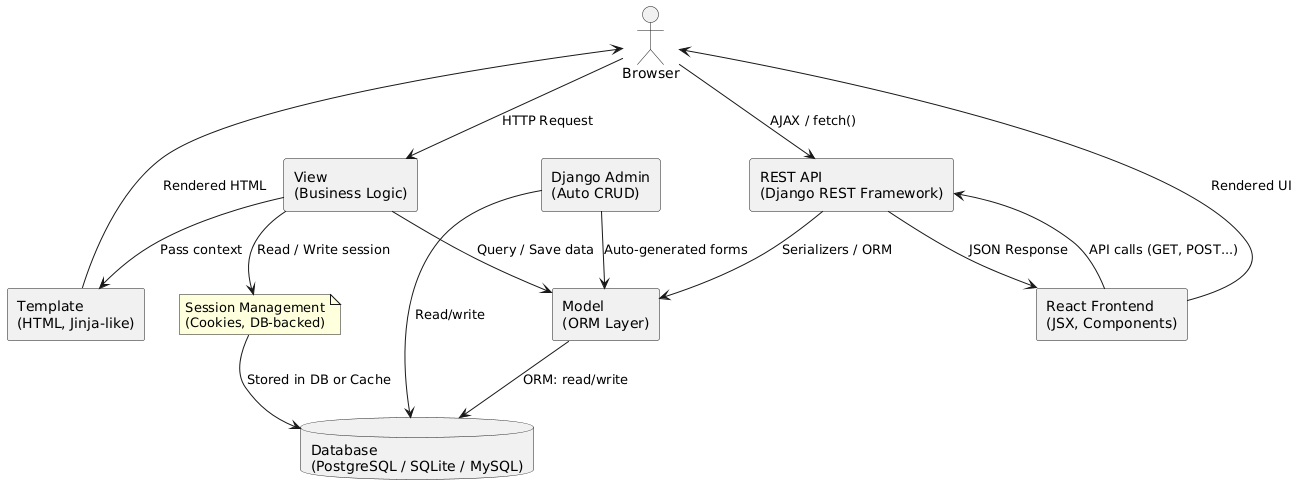 Browser
HTTP Request
AJAX / fetch()
View
(Business Logic)
Django Admin
(Auto CRUD)
REST API
(Django REST Framework)
Rendered HTML
Rendered UI
Pass context
Read / Write session
Query / Save data
Auto-generated forms
Serializers / ORM
JSON Response
API calls (GET, POST...)
Template
(HTML, Jinja-like)
Session Management
(Cookies, DB-backed)
Read/write
Model
(ORM Layer)
React Frontend
(JSX, Components)
Stored in DB or Cache
ORM: read/write
Database
(PostgreSQL / SQLite / MySQL)